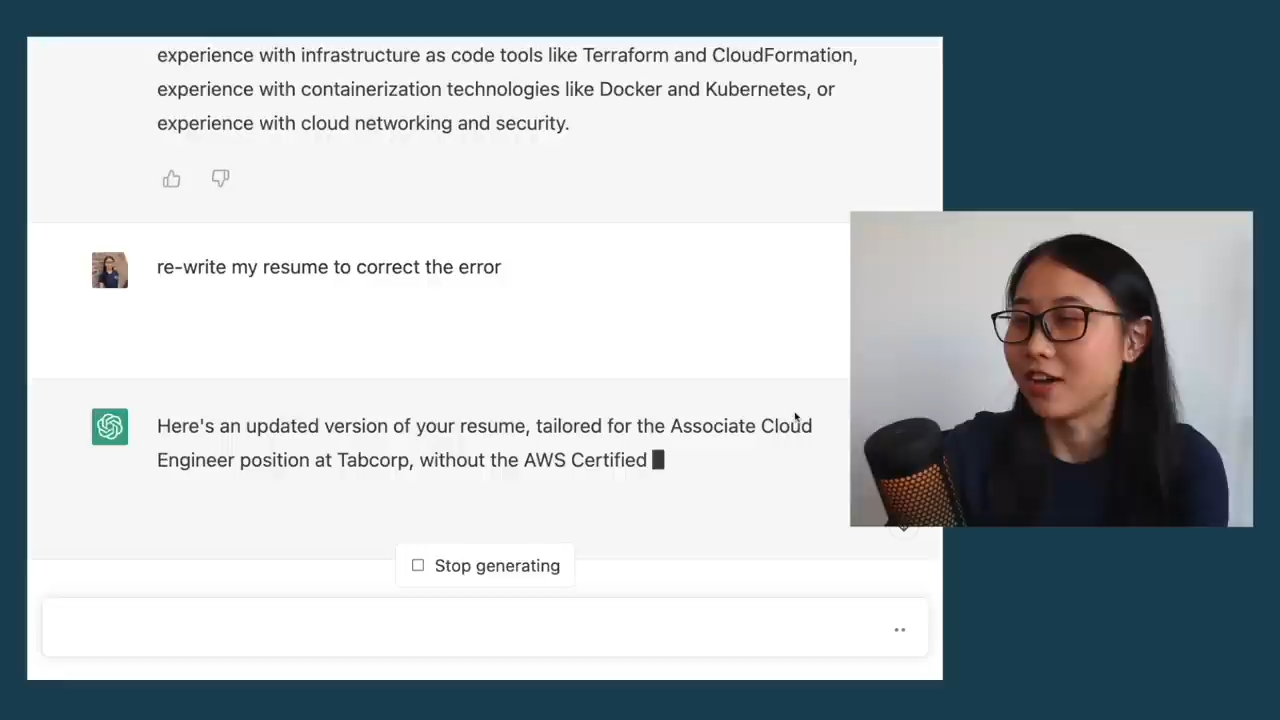 experience with infrastructure as code tools like Terraform and CloudFormation,
experience with containerization technologies like Docker and Kubernetes, or
experience with cloud networking and security.
re-write my resume to correct the error
Here's an updated version of your resume, tailored for the Associate Cloud
Engineer position at Tabcorp, without the AWS Certified
Stop generating